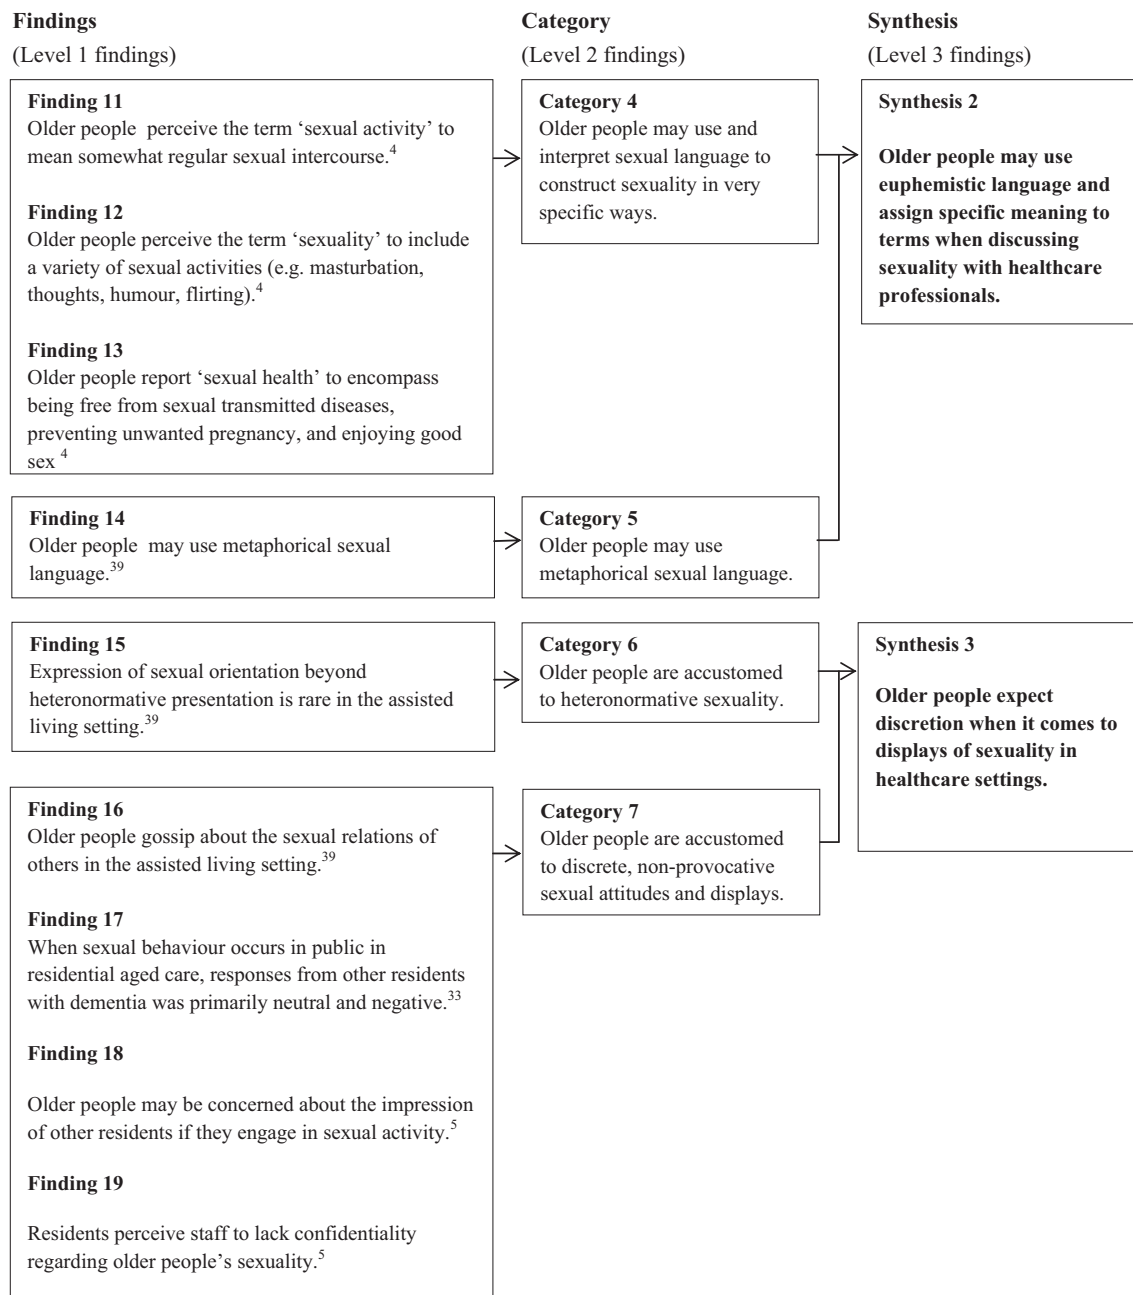 Findings
(Level 1 findings)
Category
(Level 2 findings)
Synthesis
(Level 3 findings)
Finding 11
Older people perceive the term ‘sexual activity’ to
mean somewhat regular sexual intercourse.4
Finding 12
Older people perceive the term ‘sexuality’ to include
a variety of sexual activities (e.g. masturbation,
thoughts, humour, flirting).4
Finding 13
Older people report ‘sexual health’ to encompass
being free from sexual transmitted diseases,
preventing unwanted pregnancy, and enjoying good
sex 4
Category 4
Older people may use and
interpret sexual language to
construct sexuality in very
specific ways.
Synthesis 2
Older people may use
euphemistic language and
assign specific meaning to
terms when discussing
sexuality with healthcare
professionals.
Finding 14
Older people may use metaphorical sexual
language.39
Category 5
Older people may use
metaphorical sexual language.
Finding 15
Expression of sexual orientation beyond
heteronormative presentation is rare in the assisted
living setting.39
Category 6
Older people are accustomed
to heteronormative sexuality.
Synthesis 3
Older people expect
discretion when it comes to
displays of sexuality in
healthcare settings.
Finding 16
Older people gossip about the sexual relations of
others in the assisted living setting.39
Finding 17
When sexual behaviour occurs in public in
residential aged care, responses from other residents
with dementia was primarily neutral and negative.33
Finding 18
Older people may be concerned about the impression
of other residents if they engage in sexual activity.5
Finding 19
Residents perceive staff to lack confidentiality
regarding older people’s sexuality.5
Category 7
Older people are accustomed
to discrete, non-provocative
sexual attitudes and displays.